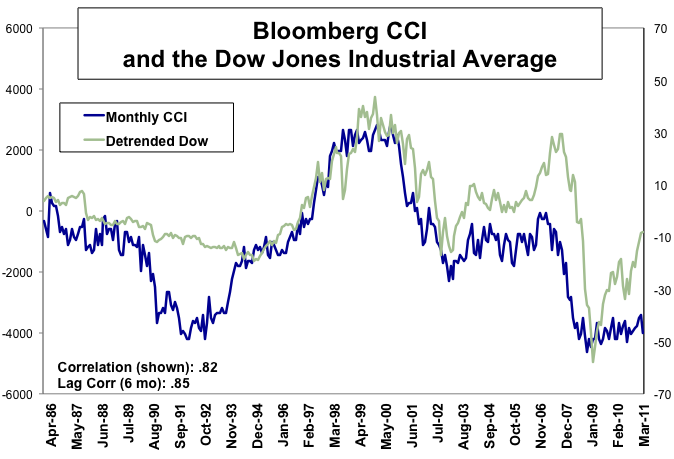 Bloomberg CCI
and the Dow Jones Industrial Average
6000
4000
2000
0
-2000
-4000
-6000
70
50
30
10
-10
-30
-50
-70
Monthly CCI
Detrended Dow
Correlation (shown): .82
Lag Corr (6 mo): .85
Apr-86
May-87
Jun-88
Jul-89
Aug-90
Sep-91
Oct-92
Nov-93
Dec-94
Jan-96
Feb-97
Mar-98
Apr-99
May-00
Jun-01
Jul-02
Aug-03
Sep-04
Oct-05
Nov-06
Dec-07
Jan-09
Feb-10
Mar-11